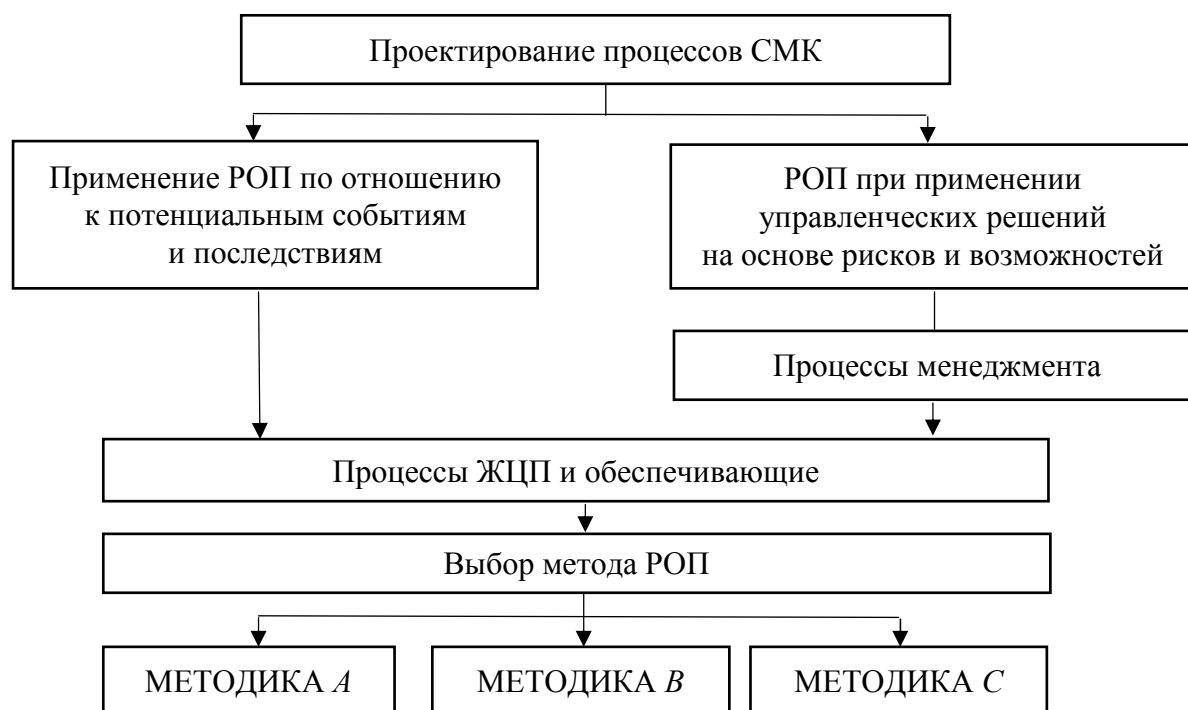 Проектирование процессов СМК
Применение РОП по отношению
к потенциальным событиям
и последствиям
РОП при применении
управленческих решений
на основе рисков и возможностей
Процессы менеджмента
Процессы ЖЦП и обеспечивающие
Выбор метода РОП
МЕТОДИКА A
МЕТОДИКА B
МЕТОДИКА C